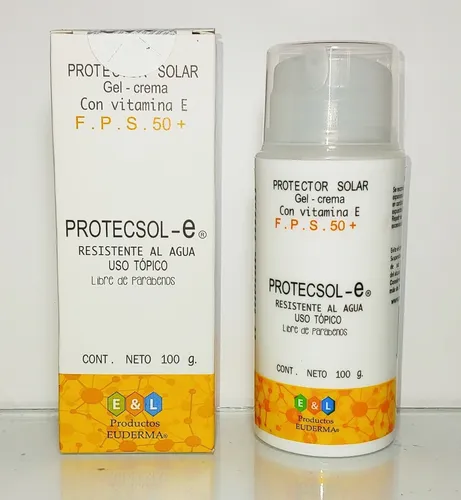 PROTECTOR SOLAR
Gel - crema
Con vitamina E
F.P.S. 50 +
PROTECSOL-e®
RESISTENTE AL AGUA
USO TÓPICO
Libre de Parabenos
CONT. NETO 100 g.
E & L
Productos
EUDERMA®
PROTECTOR SOLAR
Gel - crema
Con vitamina E
F.P.S. 50 +
PROTECSOL-e®
RESISTENTE AL AGUA
USO TÓPICO
Libre de Parabenos
CONT. NETO 100 g.
E & L
Productos
EUDERMA®